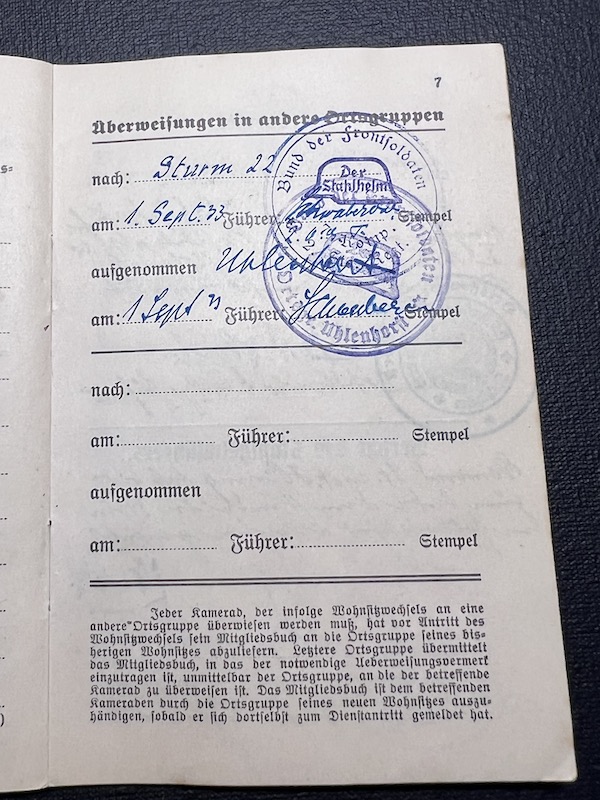 7
Überweisungen in andere Ortsgruppen
nach: Sturm 22
Bund der Frontsoldaten
Der
Stahlhelm
am: 1. Sept. 33 Führer: Stempel
aufgenommen Uhlenhorst
am: 1 Sept 33 Führer: Stempel
Uhlenhorst
nach:
am: Führer: Stempel
aufgenommen
am: Führer: Stempel
Jeder Kamerad, der infolge Wohnsitzwechsels an eine
andere Ortsgruppe überwiesen werden muß, hat vor Antritt des
Wohnsitzwechsels sein Mitgliedsbuch an die Ortsgruppe seines bis-
herigen Wohnsitzes abzuliefern. Letztere Ortsgruppe übermittelt
das Mitgliedsbuch, in das der notwendige Ueberweisungsvermerk
einzutragen ist, unmittelbar der Ortsgruppe, an die der betreffende
Kamerad zu überweisen ist. Das Mitgliedsbuch ist dem betreffenden
Kameraden durch die Ortsgruppe seines neuen Wohnsitzes auszu-
händigen, sobald er sich dortselbst zum Dienstantritt gemeldet hat.